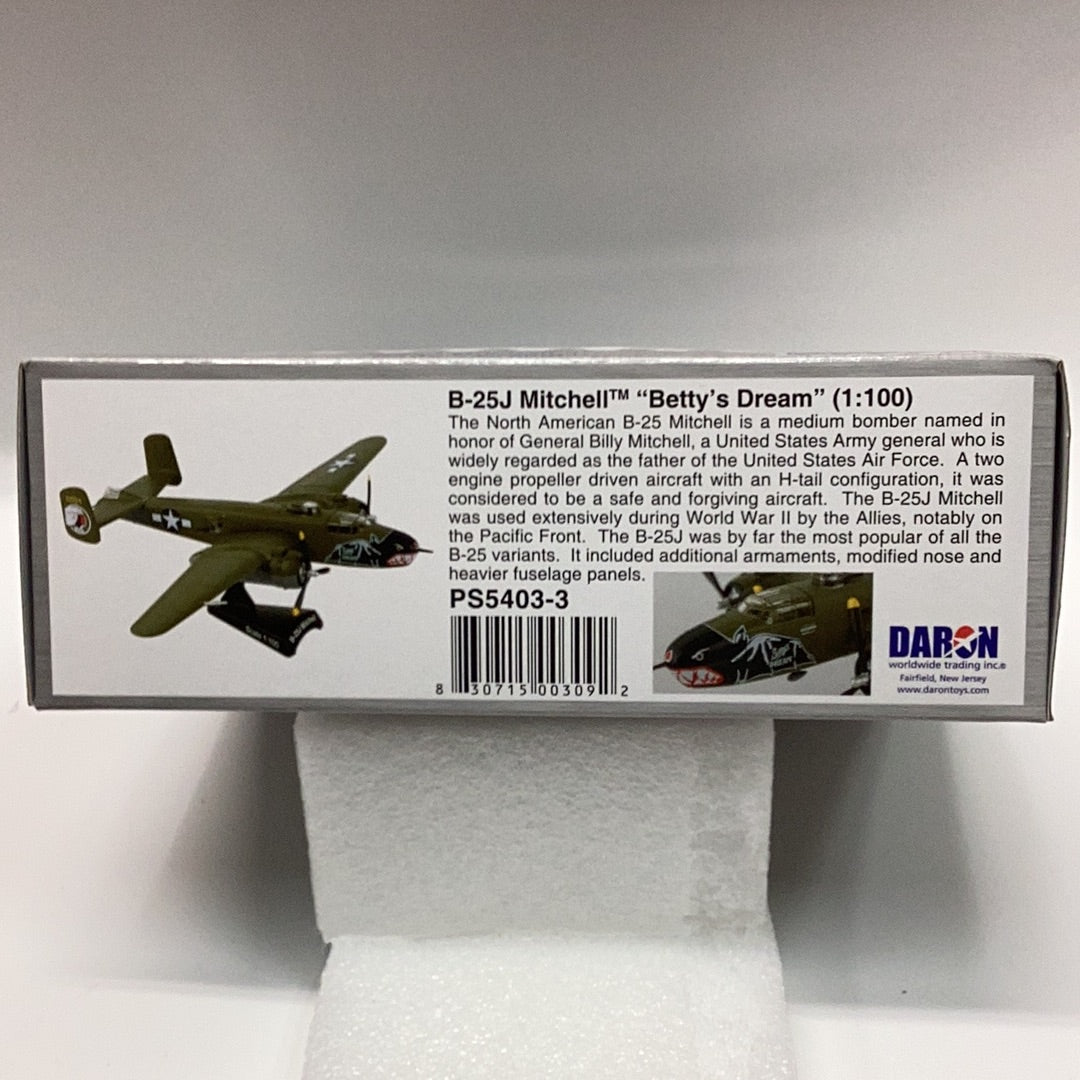 B-25J Mitchell™ “Betty’s Dream” (1:100)
The North American B-25 Mitchell is a medium bomber named in
honor of General Billy Mitchell, a United States Army general who is
widely regarded as the father of the United States Air Force. A two
engine propeller driven aircraft with an H-tail configuration, it was
considered to be a safe and forgiving aircraft. The B-25J Mitchell
was used extensively during World War II by the Allies, notably on
the Pacific Front. The B-25J was by far the most popular of all the
B-25 variants. It included additional armaments, modified nose and
heavier fuselage panels.
PS5403-3
8 30715 00309 2
DARON
worldwide trading inc.®
Fairfield, New Jersey
www.darontoys.com
Scale 1:100
B-25J Mitchell